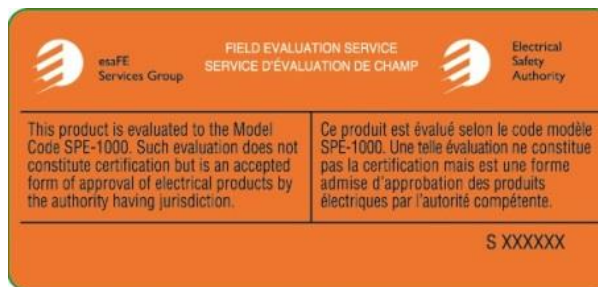 esaFE
Services Group
FIELD EVALUATION SERVICE
SERVICE D'ÉVALUATION DE CHAMP
Electrical
Safety
Authority
This product is evaluated to the Model
Code SPE-1000. Such evaluation does not
constitute certification but is an accepted
form of approval of electrical products by
the authority having jurisdiction.
Ce produit est évalué selon le code modèle
SPE-1000. Une telle évaluation ne constitue
pas la certification mais est une forme
admise d'approbation des produits
électriques par l'autorité compétente.
S XXXXXX